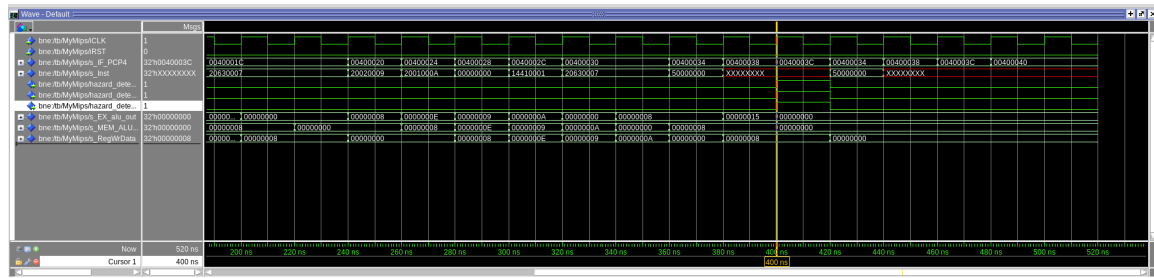 Wave - Default
Msgs
bne:/tb/MyMips/iCLK 1
bne:/tb/MyMips/iRST 0
bne:/tb/MyMips/s_IF_PCP4 32'h0040003C 0040001C 00400020 00400024 00400028 0040002C 00400030 00400034 00400038 0040003C 00400034 00400038 0040003C 00400040
bne:/tb/MyMips/s_Inst 32'hXXXXXXXX 20630007 20020009 2001000A 00000000 14410001 20630007 50000000 XXXXXXXX 50000000 XXXXXXXX
bne:/tb/MyMips/hazard_dete... 1
bne:/tb/MyMips/hazard_dete... 1
bne:/tb/MyMips/hazard_dete... 1
bne:/tb/MyMips/s_EX_alu_out 32'h00000000 00000... 00000000 00000008 0000000E 00000009 0000000A 00000000 00000008 00000015 00000000
bne:/tb/MyMips/s_MEM_ALU... 32'h00000000 00000008 00000000 00000008 0000000E 00000009 0000000A 00000000 00000008 00000000
bne:/tb/MyMips/s_RegWrData 32'h00000008 00000... 00000008 00000000 00000008 0000000E 00000009 0000000A 00000000 00000008 00000000
Now 520 ns 200 ns 220 ns 240 ns 260 ns 280 ns 300 ns 320 ns 340 ns 360 ns 380 ns 400 ns 420 ns 440 ns 460 ns 480 ns 500 ns 520 ns
Cursor 1 400 ns 400 ns